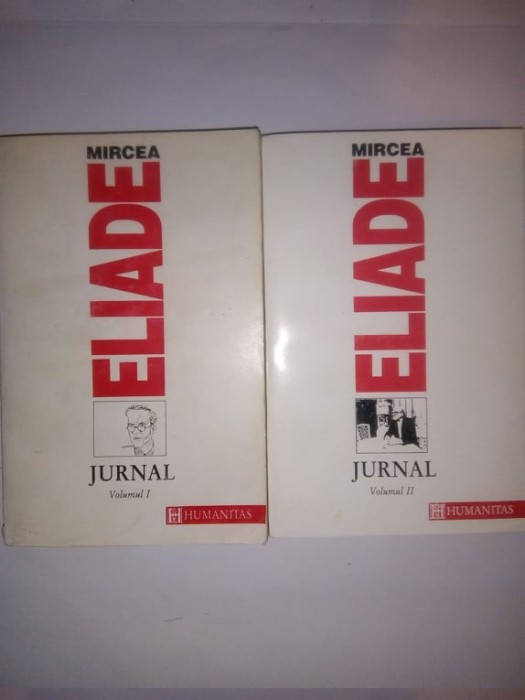 MIRCEA
ELIADE
JURNAL
Volumul I
HUMANITAS
MIRCEA
ELIADE
JURNAL
Volumul II
HUMANITAS